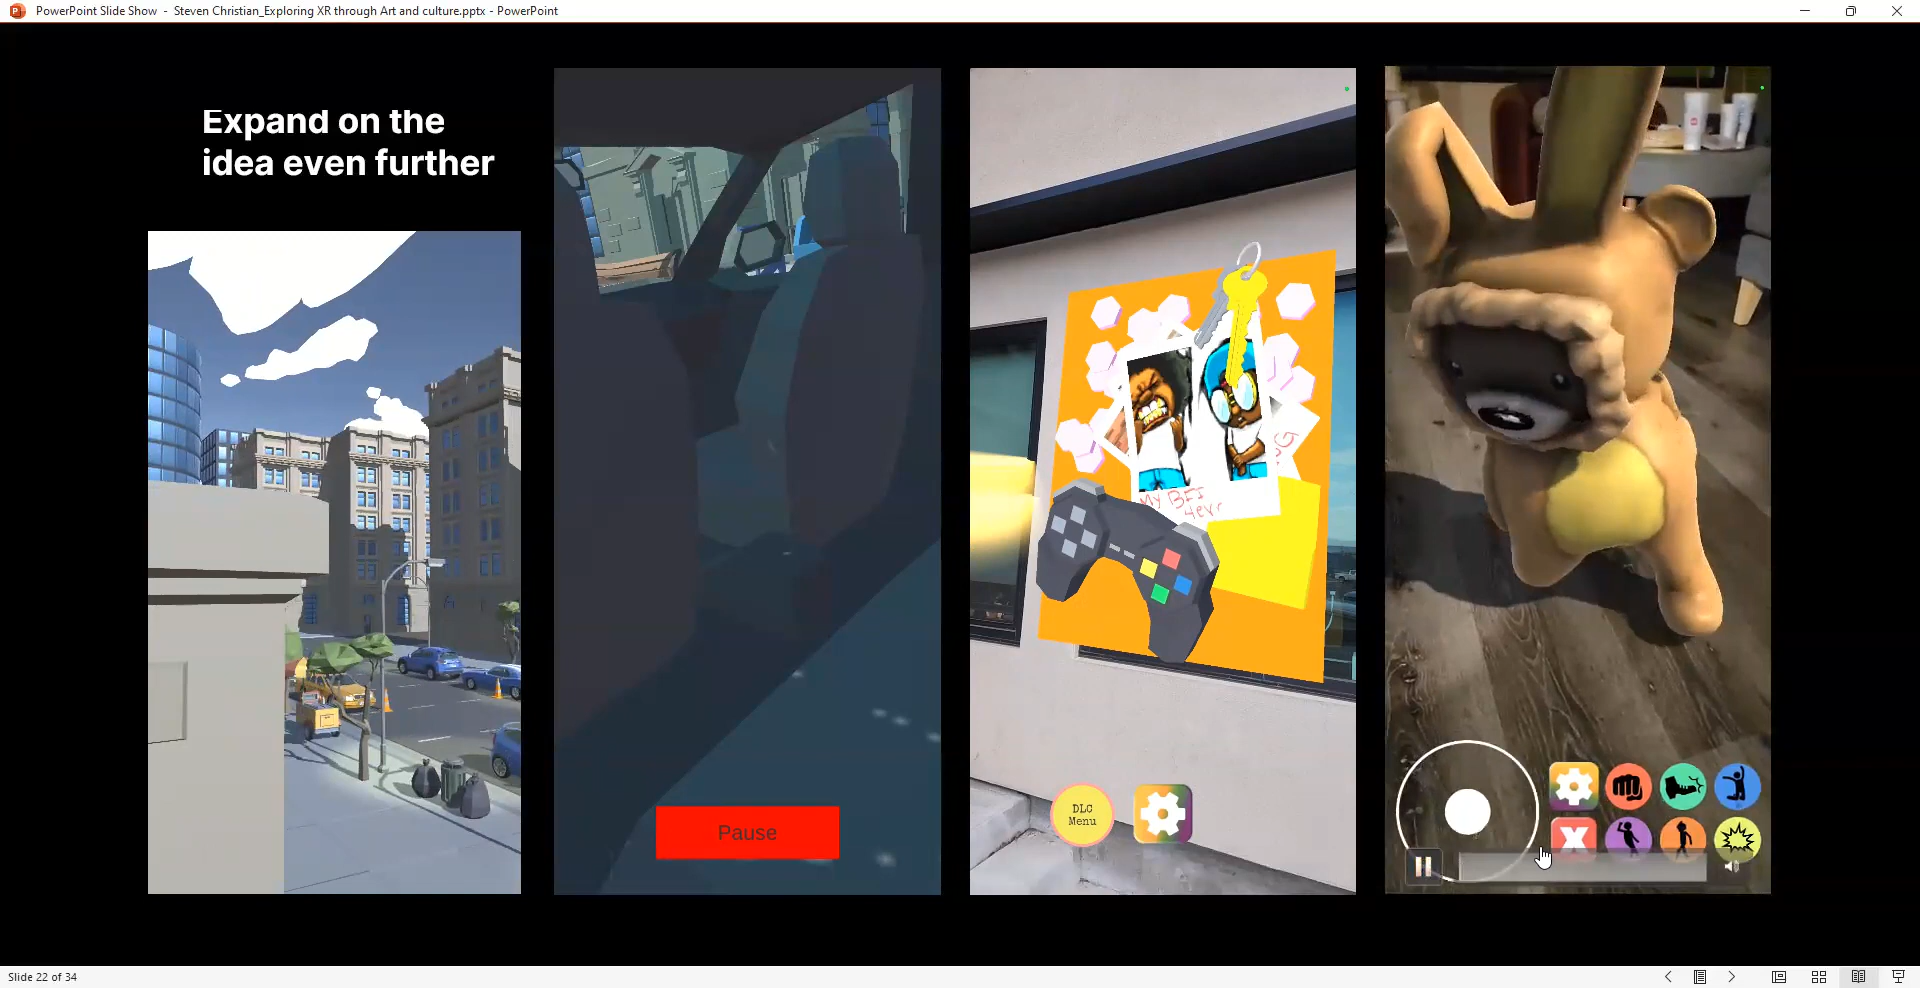 PowerPoint Slide Show - Steven Christian_Exploring XR through Art and culture.pptx - PowerPoint
Expand on the
idea even further
My BFF
4evr
Pause
DLC
Menu
X
Slide 22 of 34